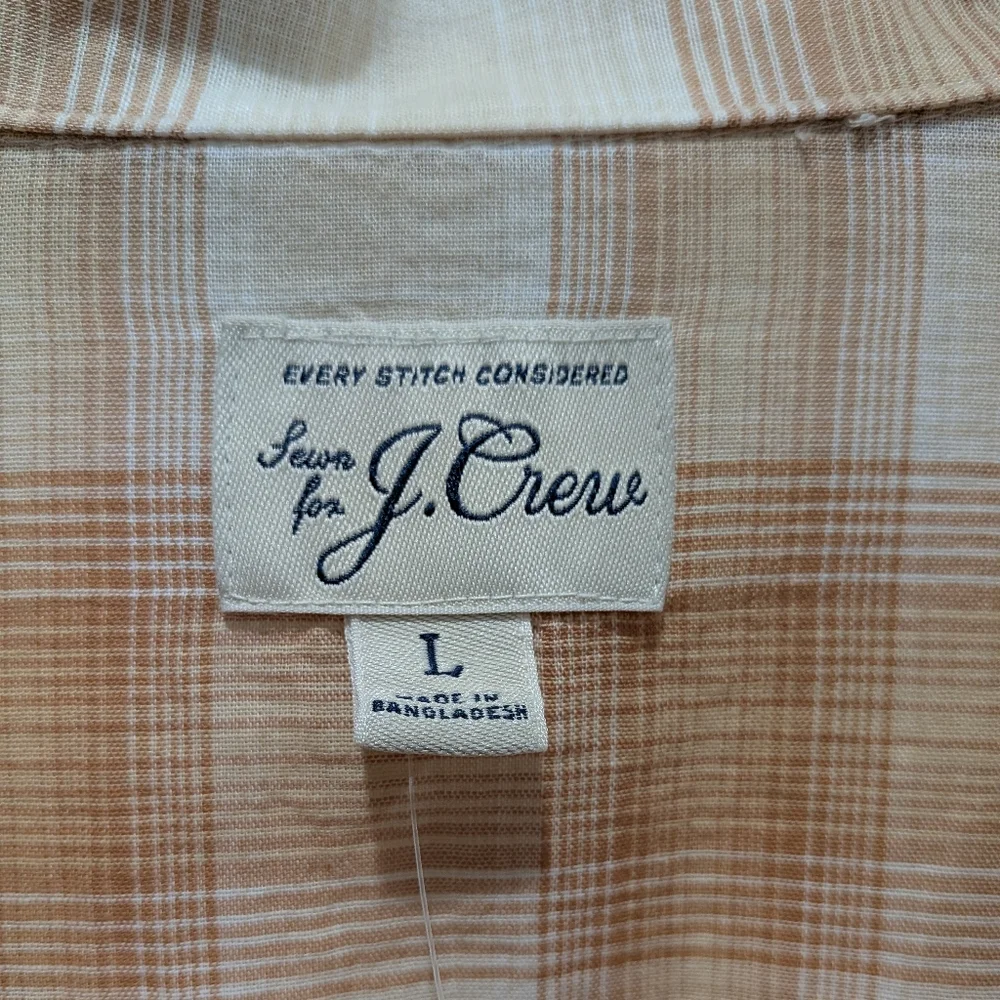 EVERY STITCH CONSIDERED
Sewn for J.Crew
L
MADE IN
BANGLADESH